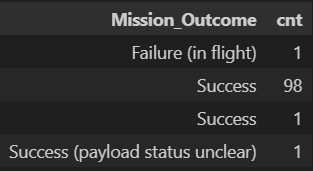 Mission_Outcome cnt
Failure (in flight) 1
Success 98
Success 1
Success (payload status unclear) 1